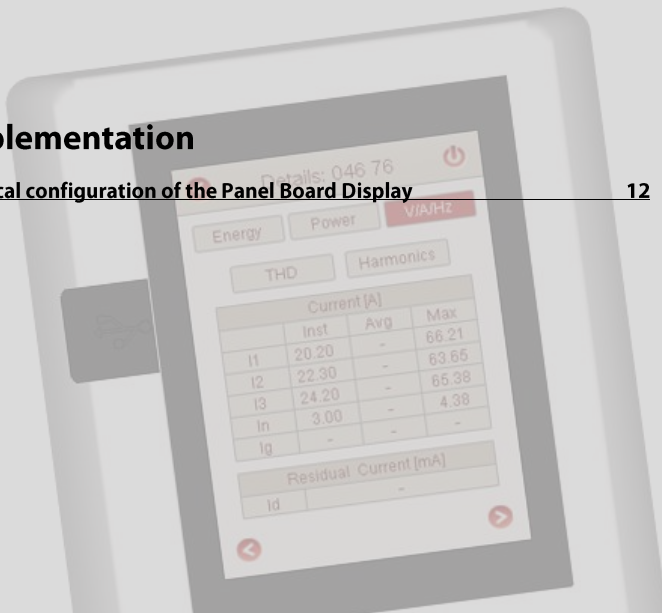 plementation
Details: 046 76
cal configuration of the Panel Board Display 12
Energy Power V/A/Hz
THD Harmonics
Current [A]
Inst Avg Max
I1 20.20 - 66.21
I2 22.30 - 63.65
I3 24.20 - 65.38
In 3.00 - 4.38
Ig - - -
Residual Current [mA]
Id -